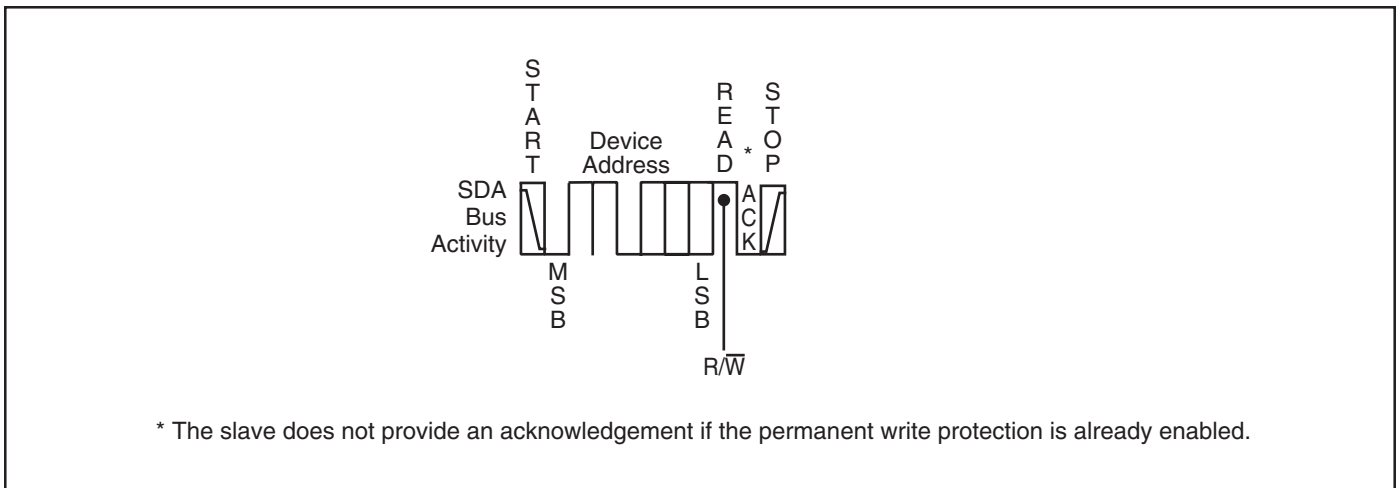 START
READ
STOP
Device
Address
*
SDA
Bus
Activity
ACK
MSB
LSB
R/W̅
* The slave does not provide an acknowledgement if the permanent write protection is already enabled.